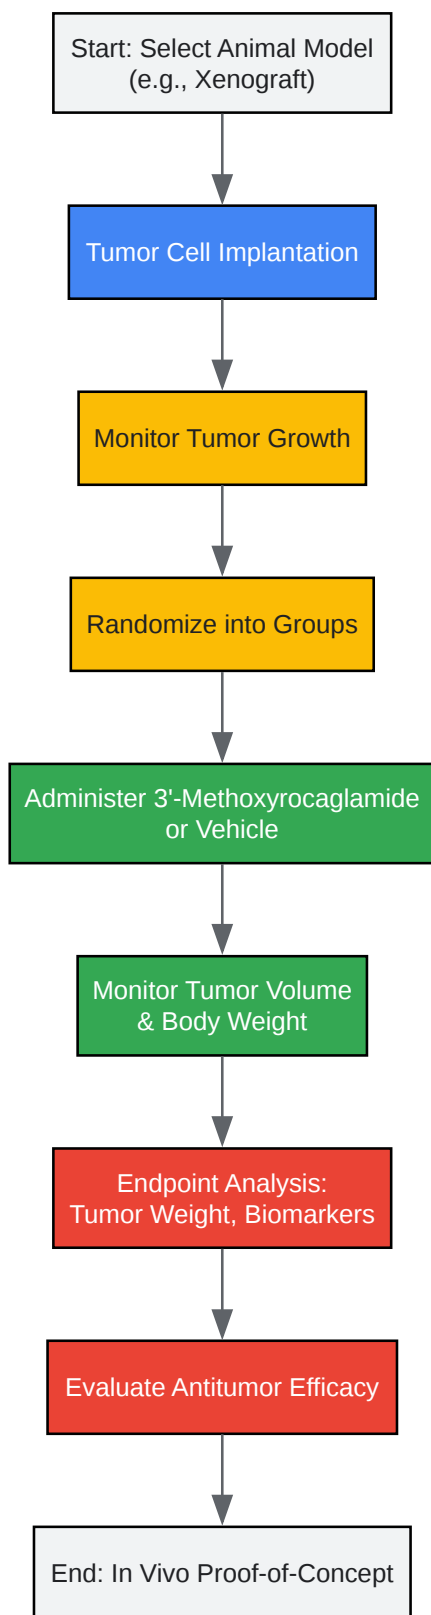 Start: Select Animal Model
(e.g., Xenograft)
Tumor Cell Implantation
Monitor Tumor Growth
Randomize into Groups
Administer 3'-Methoxyrocaglamide
or Vehicle
Monitor Tumor Volume
& Body Weight
Endpoint Analysis:
Tumor Weight, Biomarkers
Evaluate Antitumor Efficacy
End: In Vivo Proof-of-Concept